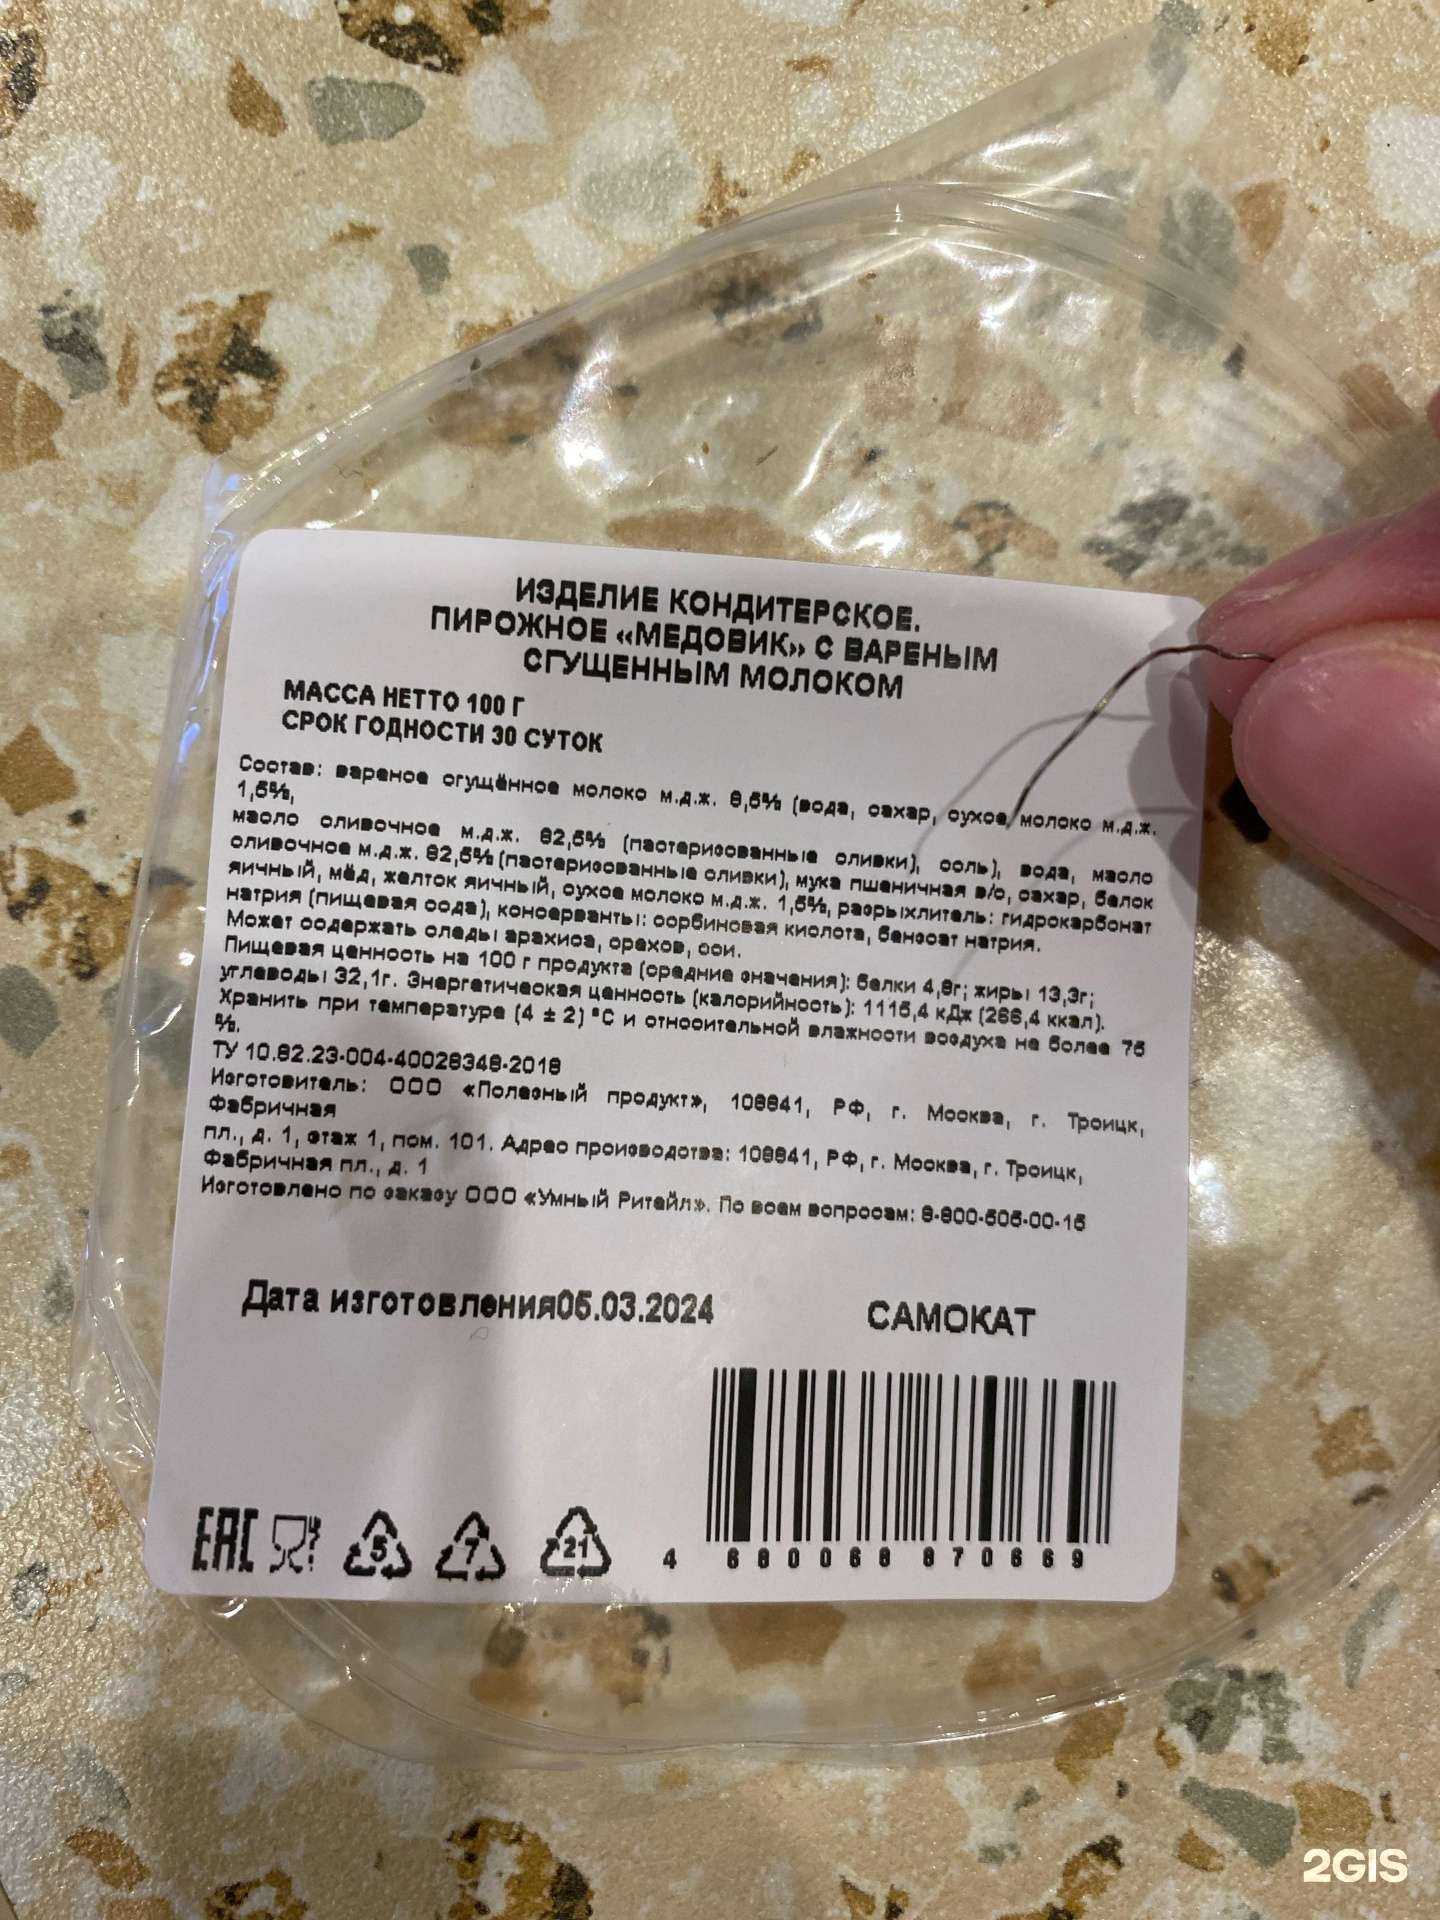 ИЗДЕЛИЕ КОНДИТЕРСКОЕ.
ПИРОЖНОЕ «МЕДОВИК» С ВАРЕНЫМ
СГУЩЕННЫМ МОЛОКОМ
МАССА НЕТТО 100 Г
СРОК ГОДНОСТИ 30 СУТОК
Состав: вареное сгущённое молоко м.д.ж. 8,5% (вода, сахар, сухое молоко м.д.ж.
1,5%,
масло сливочное м.д.ж. 82,5% (пастеризованные сливки), соль), вода, масло
сливочное м.д.ж. 82,5% (пастеризованные сливки), мука пшеничная в/с, сахар, белок
яичный, мёд, желток яичный, сухое молоко м.д.ж. 1,5%, разрыхлитель: гидрокарбонат
натрия (пищевая сода), консерванты: сорбиновая кислота, бензоат натрия.
Может содержать следы арахиса, орехов, сои.
Пищевая ценность на 100 г продукта (средние значения): белки 4,8г; жиры 13,3г;
углеводы 32,1г. Энергетическая ценность (калорийность): 1115,4 кДж (266,4 ккал).
Хранить при температуре (4 ± 2) °С и относительной влажности воздуха не более 75
%.
ТУ 10.82.23-004-40028348-2018
Изготовитель: ООО «Полезный продукт», 108841, РФ, г. Москва, г. Троицк,
Фабричная
пл., д. 1, этаж 1, пом. 101. Адрес производства: 108841, РФ, г. Москва, г. Троицк,
Фабричная пл., д. 1
Изготовлено по заказу ООО «Умный Ритейл». По всем вопросам: 8-800-505-00-15
Дата изготовления05.03.2024
САМОКАТ
EAC
5 7 21
4 680068 870669
2GIS